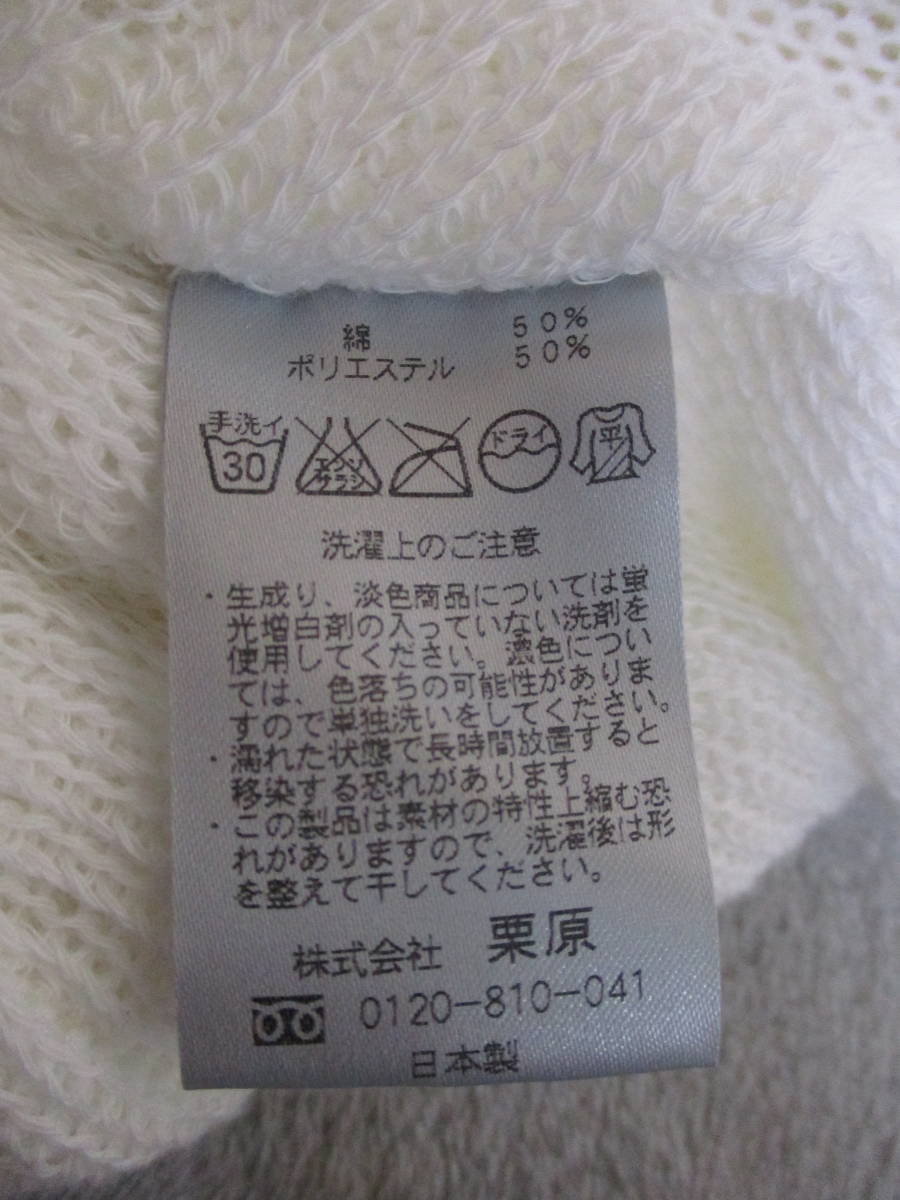 綿 50%
ポリエステル 50%
手洗イ
30
エンソ
サラシ
ドライ
平
洗濯上のご注意
・生成り、淡色商品については蛍
光増白剤の入っていない洗剤を
使用してください。濃色につい
ては、色落ちの可能性がありま
すので単独洗いをしてください。
・濡れた状態で長時間放置すると
移染する恐れがあります。
・この製品は素材の特性上縮む恐
れがありますので、洗濯後は形
を整えて干してください。
株式会社 栗原
0120-810-041
日本製